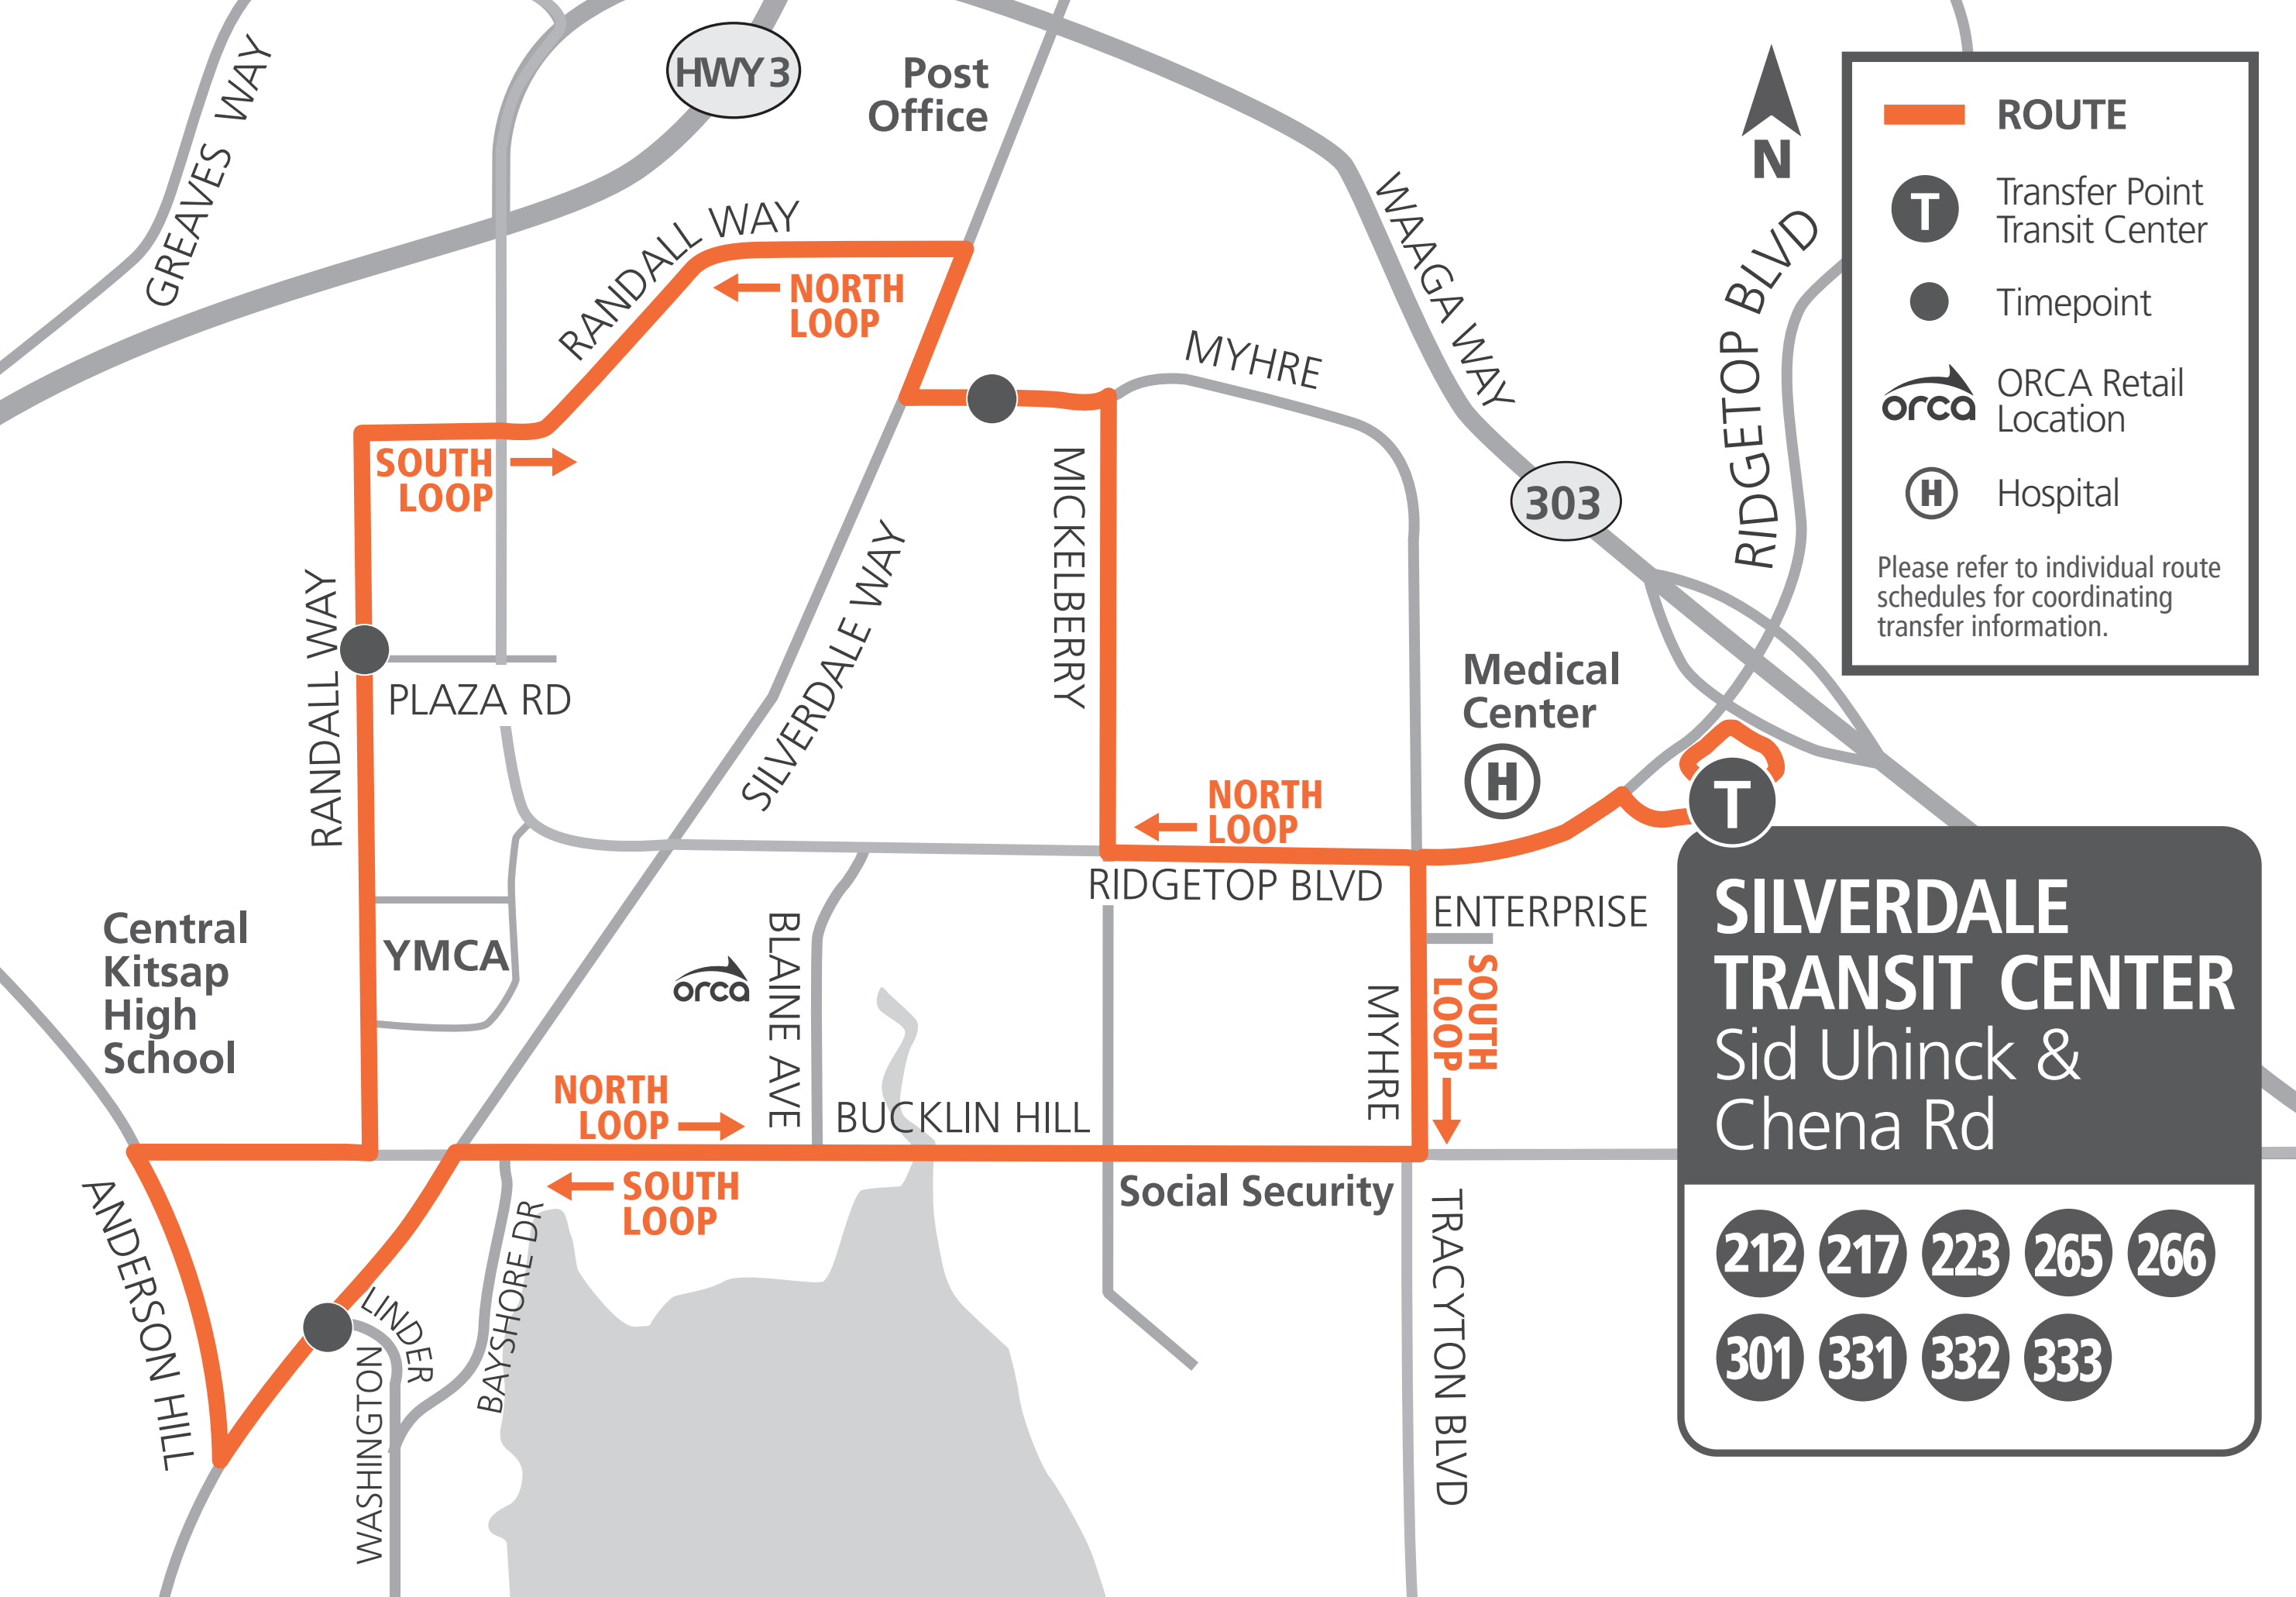 GREAVES WAY
HWY 3
Post
Office
RANDALL WAY
NORTH
LOOP
SOUTH
LOOP
MYHRE
WAAGA WAY
303
RIDGETOP BLVD
N
ROUTE
T
Transfer Point
Transit Center
Timepoint
orca
ORCA Retail
Location
H
Hospital
Please refer to individual route
schedules for coordinating
transfer information.
RANDALL WAY
PLAZA RD
SILVERDALE WAY
MICKELBERRY
Medical
Center
H
NORTH
LOOP
RIDGETOP BLVD
ENTERPRISE
T
SILVERDALE
TRANSIT CENTER
Sid Uhinck &
Chena Rd
212 217 223 265 266
301 331 332 333
Central
Kitsap
High
School
YMCA
orca
BLAINE AVE
NORTH
LOOP
BUCKLIN HILL
MYHRE
SOUTH
LOOP
SOUTH
LOOP
Social Security
ANDERSON HILL
LINDER
WASHINGTON
BAYSHORE DR
TRACYTON BLVD